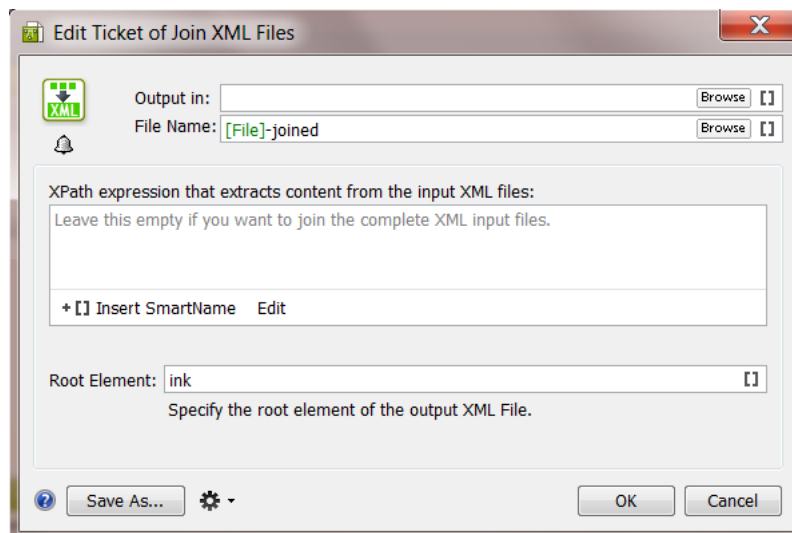 Edit Ticket of Join XML Files
X
XML
Output in:
Browse []
File Name: [File]-joined
Browse []
XPath expression that extracts content from the input XML files:
Leave this empty if you want to join the complete XML input files.
+[] Insert SmartName Edit
Root Element: ink []
Specify the root element of the output XML File.
? Save As... OK Cancel